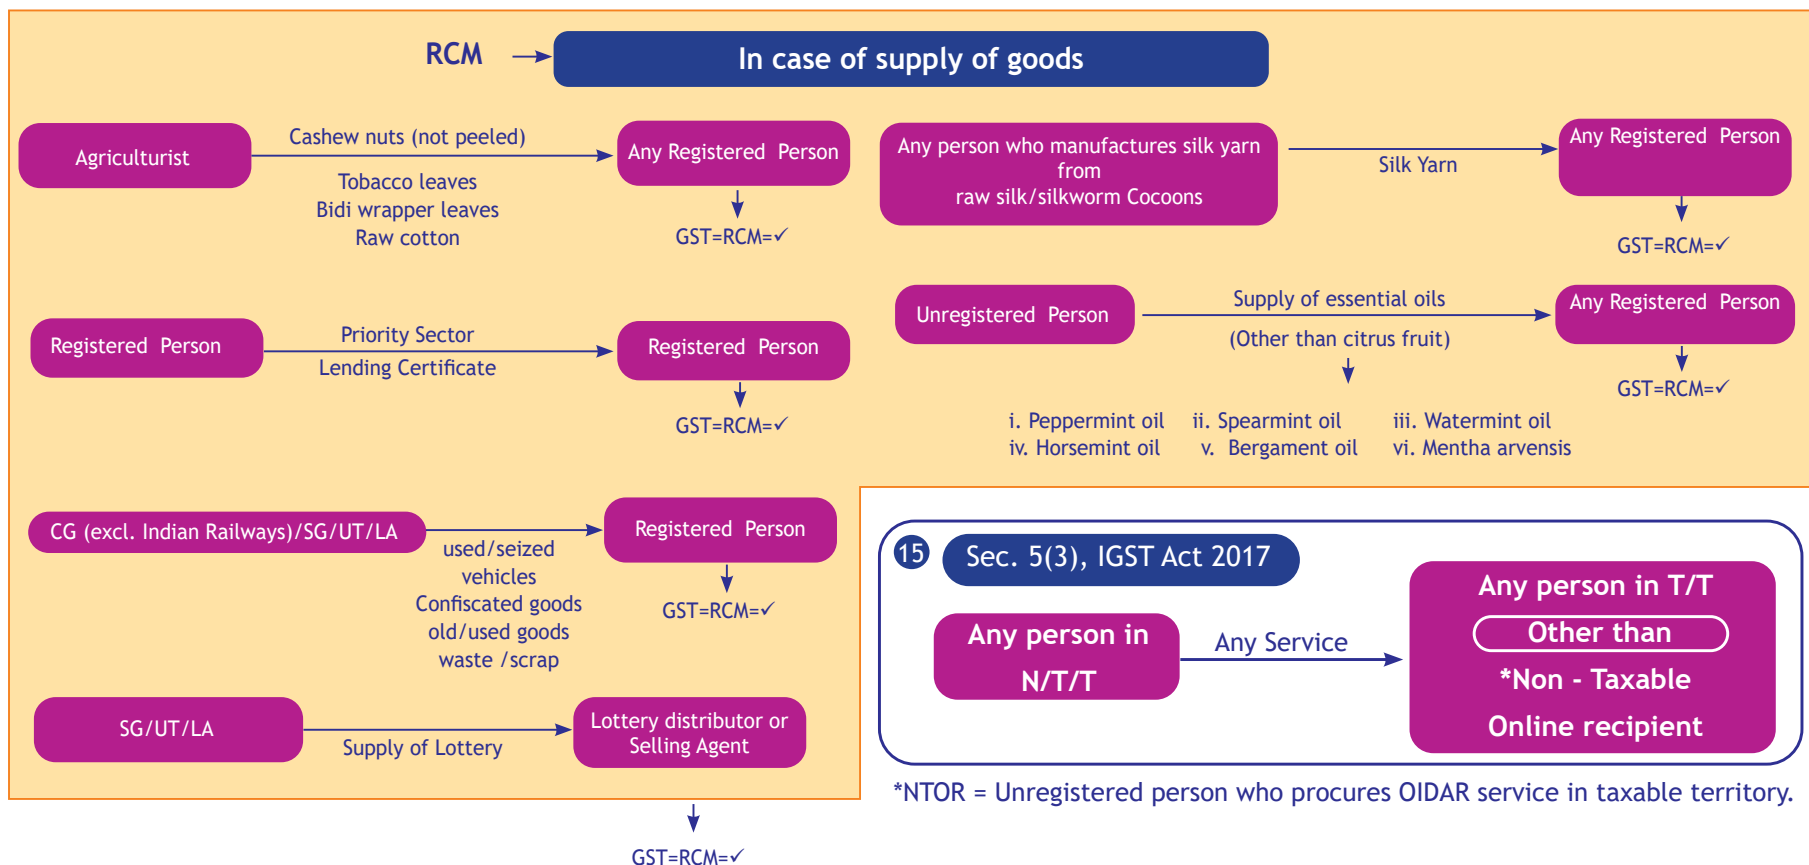 RCM
In case of supply of goods
Agriculturist
Cashew nuts (not peeled)
Tobacco leaves
Bidi wrapper leaves
Raw cotton
Any Registered Person
GST=RCM=✓
Registered Person
Priority Sector
Lending Certificate
Registered Person
GST=RCM=✓
CG (excl. Indian Railways)/SG/UT/LA
used/seized
vehicles
Confiscated goods
old/used goods
waste /scrap
Registered Person
GST=RCM=✓
SG/UT/LA
Supply of Lottery
Lottery distributor or
Selling Agent
GST=RCM=✓
Any person who manufactures silk yarn
from
raw silk/silkworm Cocoons
Silk Yarn
Any Registered Person
GST=RCM=✓
Unregistered Person
Supply of essential oils
(Other than citrus fruit)
Any Registered Person
GST=RCM=✓
i. Peppermint oil ii. Spearmint oil iii. Watermint oil
iv. Horsemint oil v. Bergament oil vi. Mentha arvensis
15 Sec. 5(3), IGST Act 2017
Any person in
N/T/T
Any Service
Any person in T/T
Other than
*Non - Taxable
Online recipient
*NTOR = Unregistered person who procures OIDAR service in taxable territory.